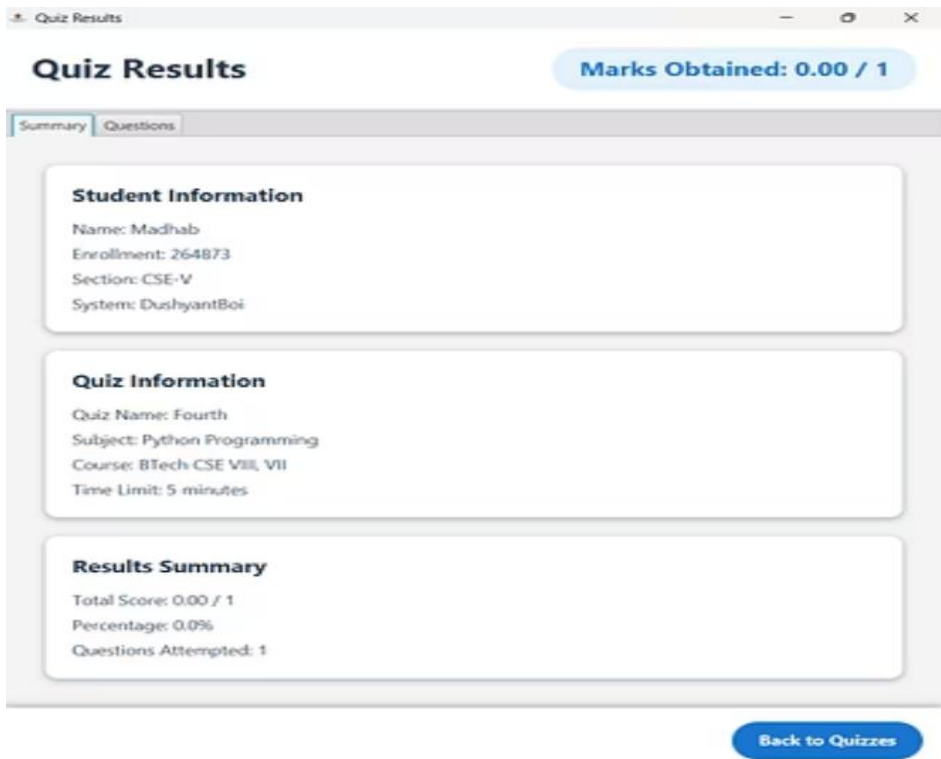 Quiz Results
Quiz Results
Marks Obtained: 0.00 / 1
Summary
Questions
Student Information
Name: Madhab
Enrollment: 264873
Section: CSE-V
System: DushyantBoi
Quiz Information
Quiz Name: Fourth
Subject: Python Programming
Course: BTech CSE VIII, VII
Time Limit: 5 minutes
Results Summary
Total Score: 0.00 / 1
Percentage: 0.0%
Questions Attempted: 1
Back to Quizzes